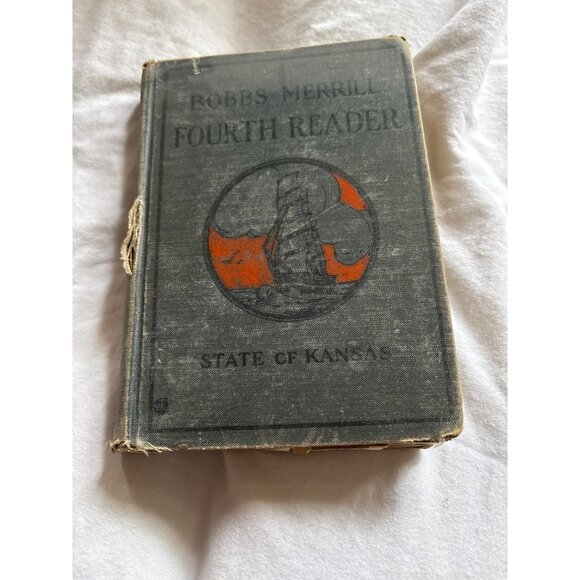 BOBBS MERRILL
FOURTH READER
STATE OF KANSAS